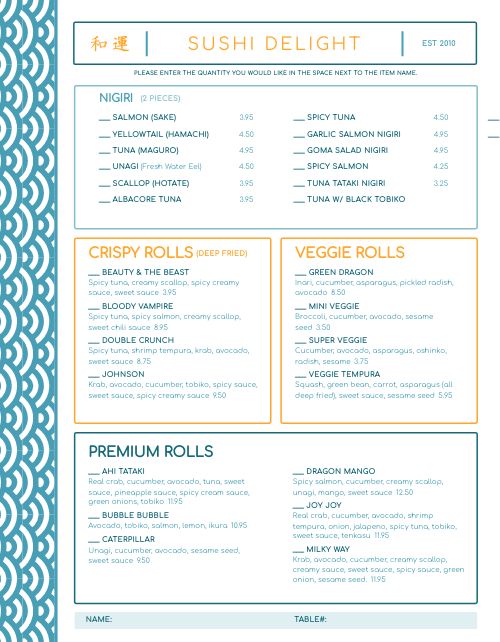 和 運
SUSHI DELIGHT
EST 2010
PLEASE ENTER THE QUANTITY YOU WOULD LIKE IN THE SPACE NEXT TO THE ITEM NAME.
NIGIRI (2 PIECES)
___ SALMON (SAKE) 3.95
___ YELLOWTAIL (HAMACHI) 4.50
___ TUNA (MAGURO) 4.95
___ UNAGI (Fresh Water Eel) 4.50
___ SCALLOP (HOTATE) 3.95
___ ALBACORE TUNA 3.95
___ SPICY TUNA 4.50
___ GARLIC SALMON NIGIRI 4.95
___ GOMA SALAD NIGIRI 4.95
___ SPICY SALMON 4.25
___ TUNA TATAKI NIGIRI 3.25
___ TUNA W/ BLACK TOBIKO
CRISPY ROLLS (DEEP FRIED)
___ BEAUTY & THE BEAST
Spicy tuna, creamy scallop, spicy creamy
sauce, sweet sauce 3.95
___ BLOODY VAMPIRE
Spicy tuna, spicy salmon, creamy scallop,
sweet chili sauce 8.95
___ DOUBLE CRUNCH
Spicy tuna, shrimp tempura, krab, avocado,
sweet sauce 8.75
___ JOHNSON
Krab, avocado, cucumber, tobiko, spicy sauce,
sweet sauce, spicy creamy sauce 9.50
VEGGIE ROLLS
___ GREEN DRAGON
Inari, cucumber, asparagus, pickled radish,
avocado 8.50
___ MINI VEGGIE
Broccoli, cucumber, avocado, sesame
seed 3.50
___ SUPER VEGGIE
Cucumber, avocado, asparagus, oshinko,
radish, sesame 3.75
___ VEGGIE TEMPURA
Squash, green bean, carrot, asparagus (all
deep fried), sweet sauce, sesame seed 5.95
PREMIUM ROLLS
___ AHI TATAKI
Real crab, cucumber, avocado, tuna, sweet
sauce, pineapple sauce, spicy cream sauce,
green onions, tobiko 11.95
___ BUBBLE BUBBLE
Avocado, tobiko, salmon, lemon, ikura 10.95
___ CATERPILLAR
Unagi, cucumber, avocado, sesame seed,
sweet sauce 9.50
___ DRAGON MANGO
Spicy salmon, cucumber, creamy scallop,
unagi, mango, sweet sauce 12.50
___ JOY JOY
Real crab, cucumber, avocado, shrimp
tempura, onion, jalapeno, spicy tuna, tobiko,
sweet sauce, tenkasu 11.95
___ MILKY WAY
Krab, avocado, cucumber, creamy scallop,
creamy sauce, sweet sauce, spicy sauce, green
onion, sesame seed. 11.95
NAME: TABLE#: